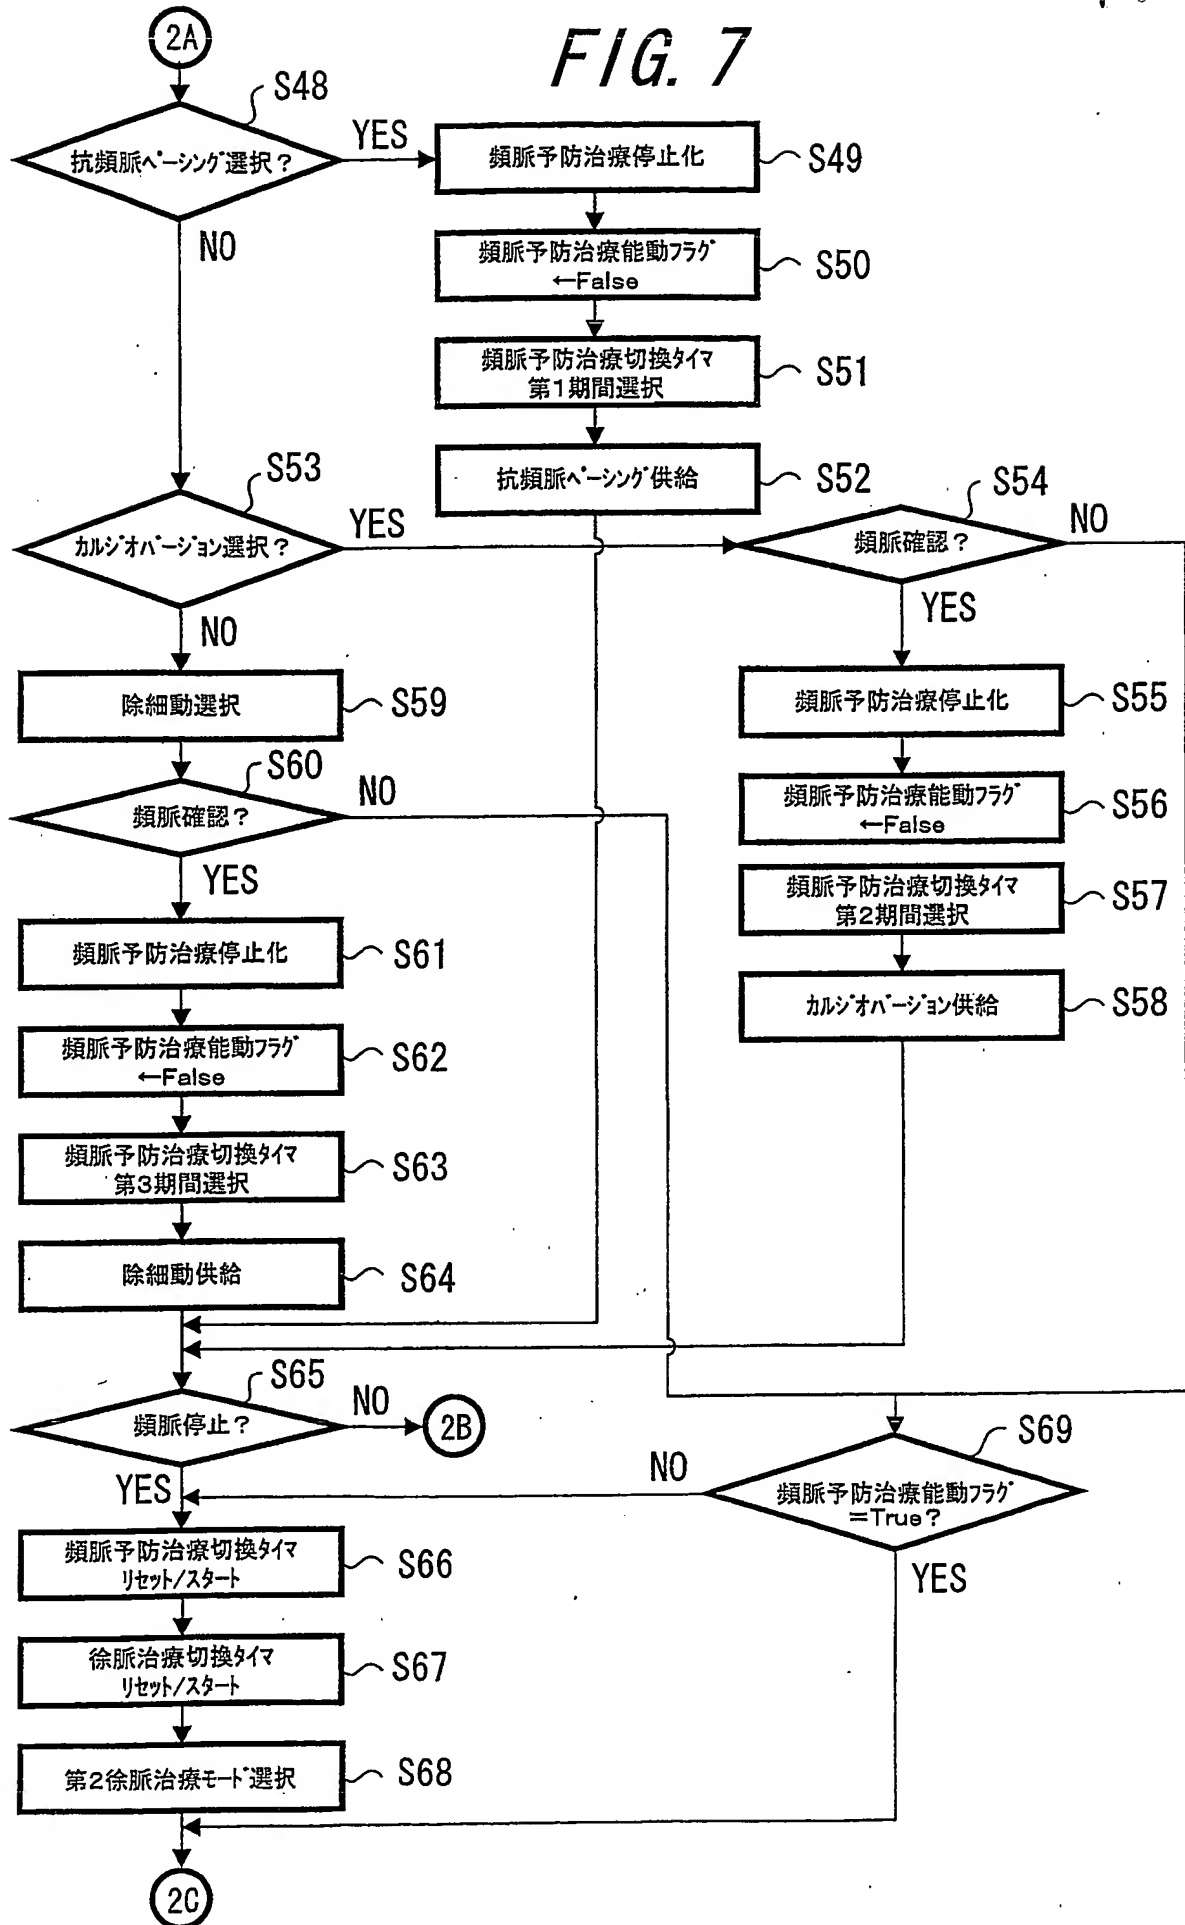 2A
FIG. 7
S48
抗頻脈ペーシング選択?
YES
NO
頻脈予防治療停止化
S49
頻脈予防治療能動フラグ
←False
S50
頻脈予防治療切換タイマ
第1期間選択
S51
抗頻脈ペーシング供給
S52
S53
カルジオバージョン選択?
YES
NO
S54
頻脈確認?
NO
YES
頻脈予防治療停止化
S55
頻脈予防治療能動フラグ
←False
S56
頻脈予防治療切換タイマ
第2期間選択
S57
カルジオバージョン供給
S58
除細動選択
S59
S60
頻脈確認?
NO
YES
頻脈予防治療停止化
S61
頻脈予防治療能動フラグ
←False
S62
頻脈予防治療切換タイマ
第3期間選択
S63
除細動供給
S64
S65
頻脈停止?
NO
2B
YES
S69
頻脈予防治療能動フラグ
=True?
NO
YES
頻脈予防治療切換タイマ
リセット/スタート
S66
徐脈治療切換タイマ
リセット/スタート
S67
第2徐脈治療モード選択
S68
2C